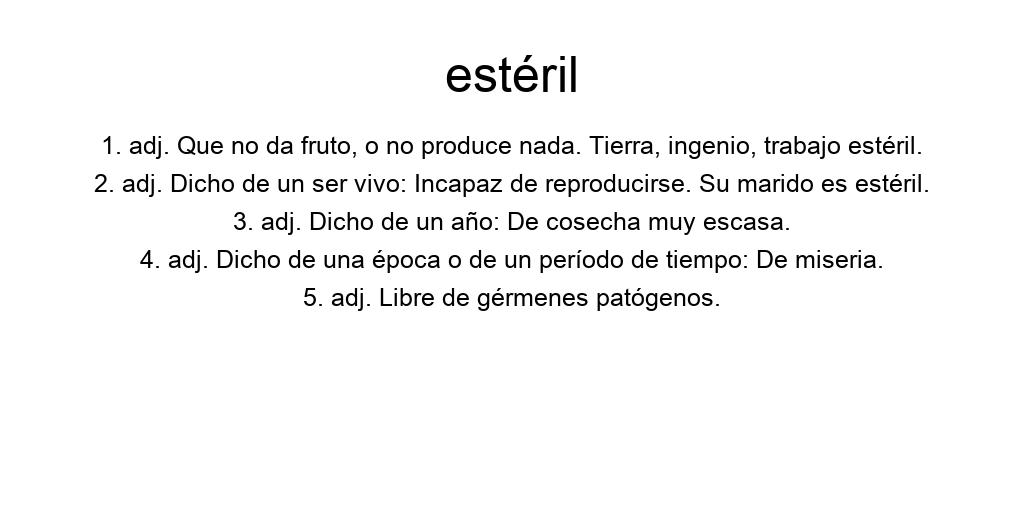 estéril
1. adj. Que no da fruto, o no produce nada. Tierra, ingenio, trabajo estéril.
2. adj. Dicho de un ser vivo: Incapaz de reproducirse. Su marido es estéril.
3. adj. Dicho de un año: De cosecha muy escasa.
4. adj. Dicho de una época o de un período de tiempo: De miseria.
5. adj. Libre de gérmenes patógenos.